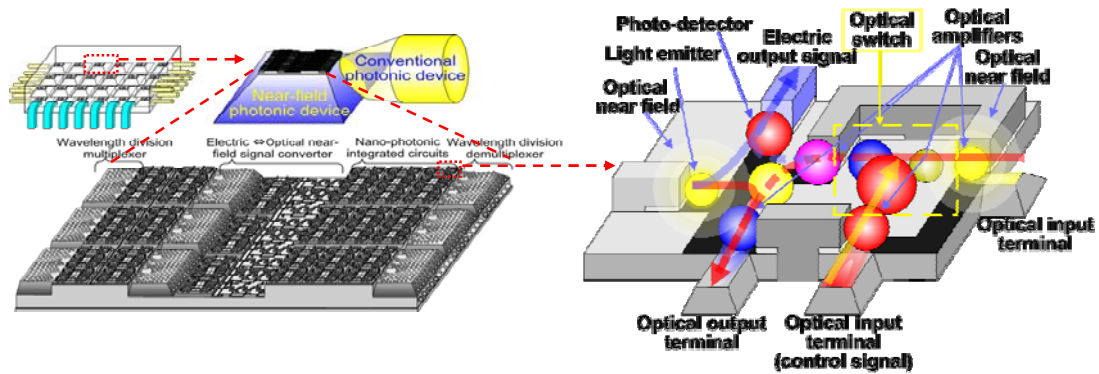 Conventional
photonic device
Near-field
photonic device
Wavelength division
multiplexer
Electric ⇔Optical near-
field signal converter
Nano-photonic
integrated circuits
Wavelength division
demultiplexer
Photo-detector
Light emitter
Optical
near field
Electric
output signal
Optical
switch
Optical
amplifiers
Optical
near field
Optical input
terminal
Optical output
terminal
Optical input
terminal
(control signal)